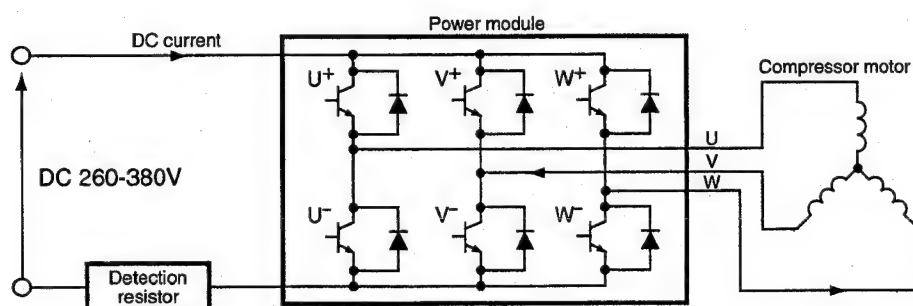 Power module
DC current
U+
V+
W+
Compressor motor
U
V
W
DC 260-380V
U-
V-
W-
Detection
resistor